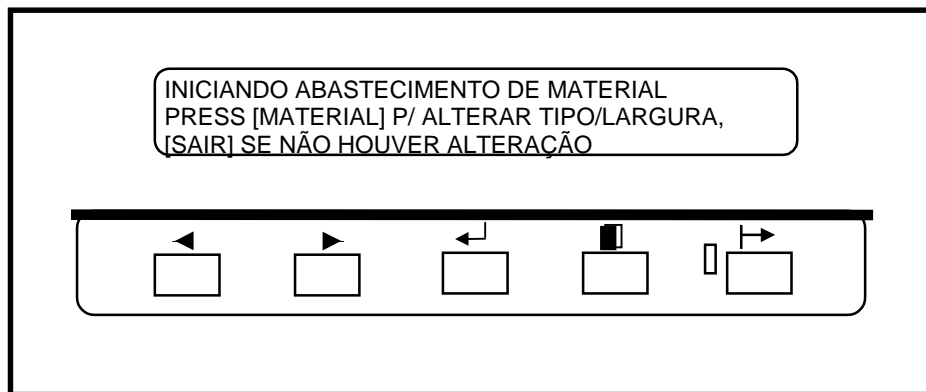 INICIANDO ABASTECIMENTO DE MATERIAL
PRESS [MATERIAL] P/ ALTERAR TIPO/LARGURA,
[SAIR] SE NÃO HOUVER ALTERAÇÃO